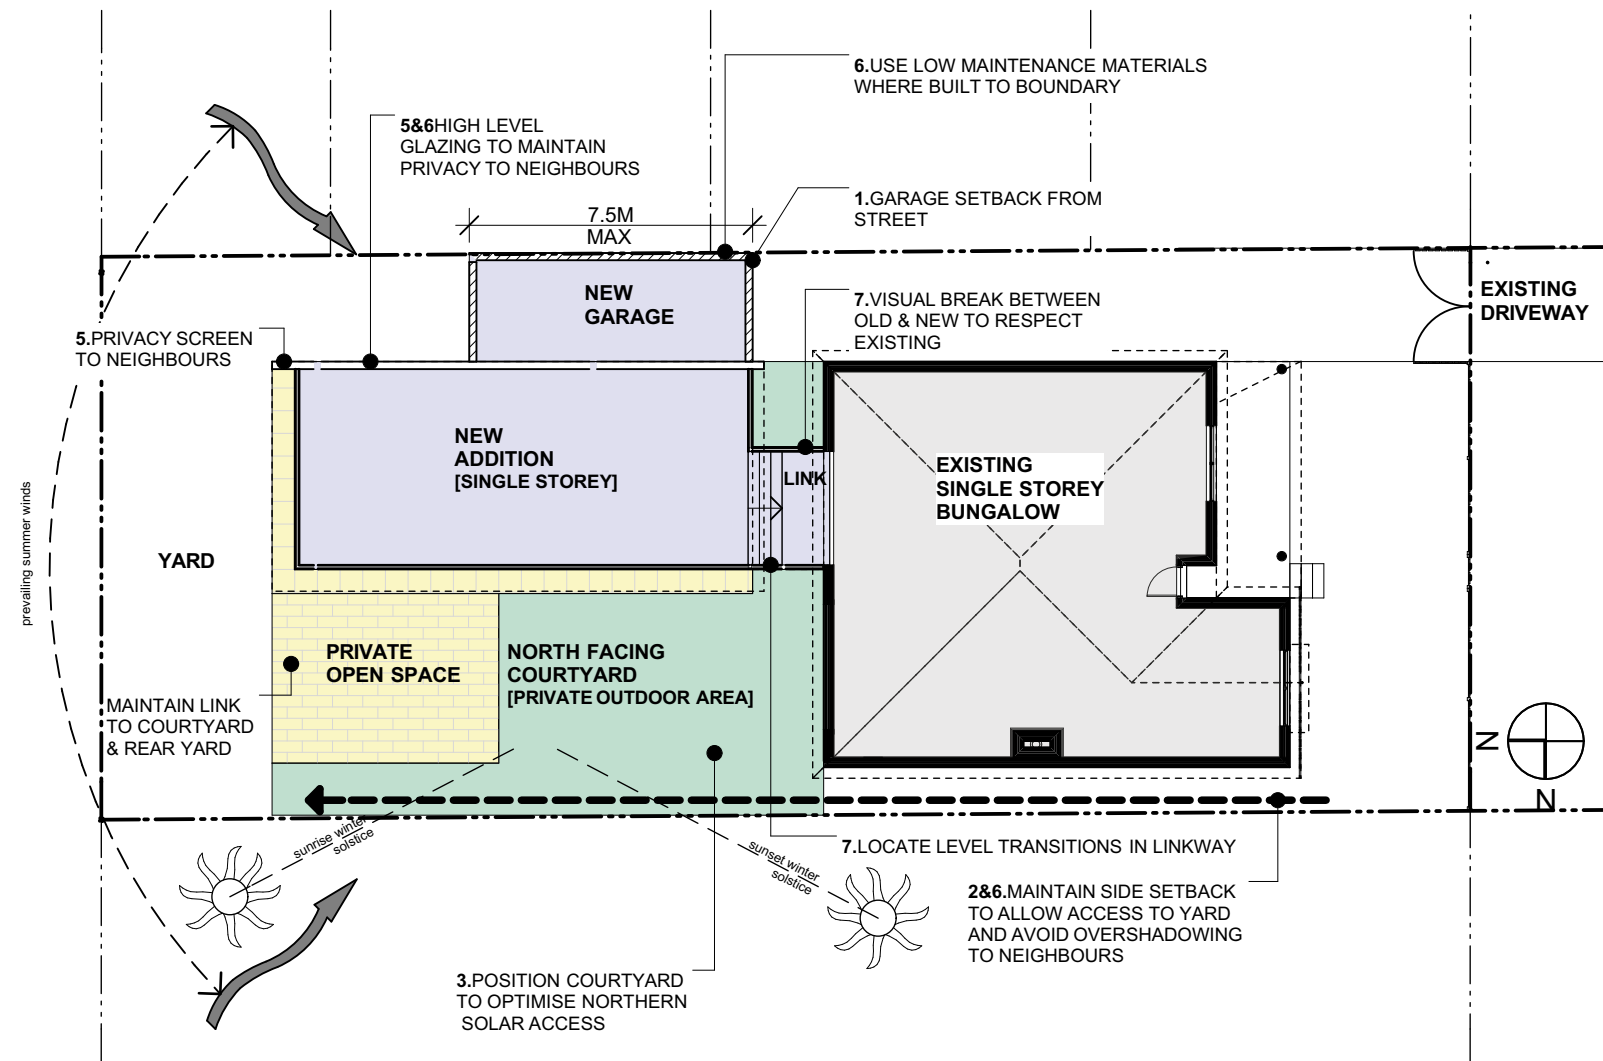 6.USE LOW MAINTENANCE MATERIALS
WHERE BUILT TO BOUNDARY
5&6HIGH LEVEL
GLAZING TO MAINTAIN
PRIVACY TO NEIGHBOURS
1.GARAGE SETBACK FROM
STREET
7.5M
MAX
NEW
GARAGE
7.VISUAL BREAK BETWEEN
OLD & NEW TO RESPECT
EXISTING
EXISTING
DRIVEWAY
5.PRIVACY SCREEN
TO NEIGHBOURS
NEW
ADDITION
[SINGLE STOREY]
LINK
EXISTING
SINGLE STOREY
BUNGALOW
prevailing summer winds
YARD
PRIVATE
OPEN SPACE
NORTH FACING
COURTYARD
[PRIVATE OUTDOOR AREA]
MAINTAIN LINK
TO COURTYARD
& REAR YARD
N
N
sunrise winter
solstice
sunset winter
solstice
7.LOCATE LEVEL TRANSITIONS IN LINKWAY
2&6.MAINTAIN SIDE SETBACK
TO ALLOW ACCESS TO YARD
AND AVOID OVERSHADOWING
TO NEIGHBOURS
3.POSITION COURTYARD
TO OPTIMISE NORTHERN
SOLAR ACCESS